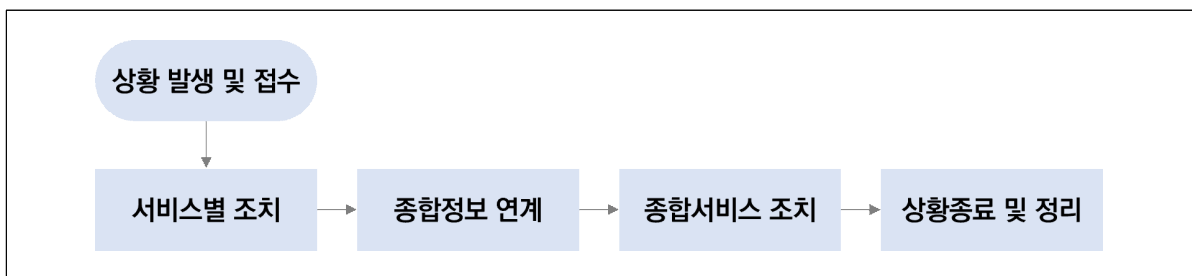 상황 발생 및 접수
서비스별 조치
종합정보 연계
종합서비스 조치
상황종료 및 정리